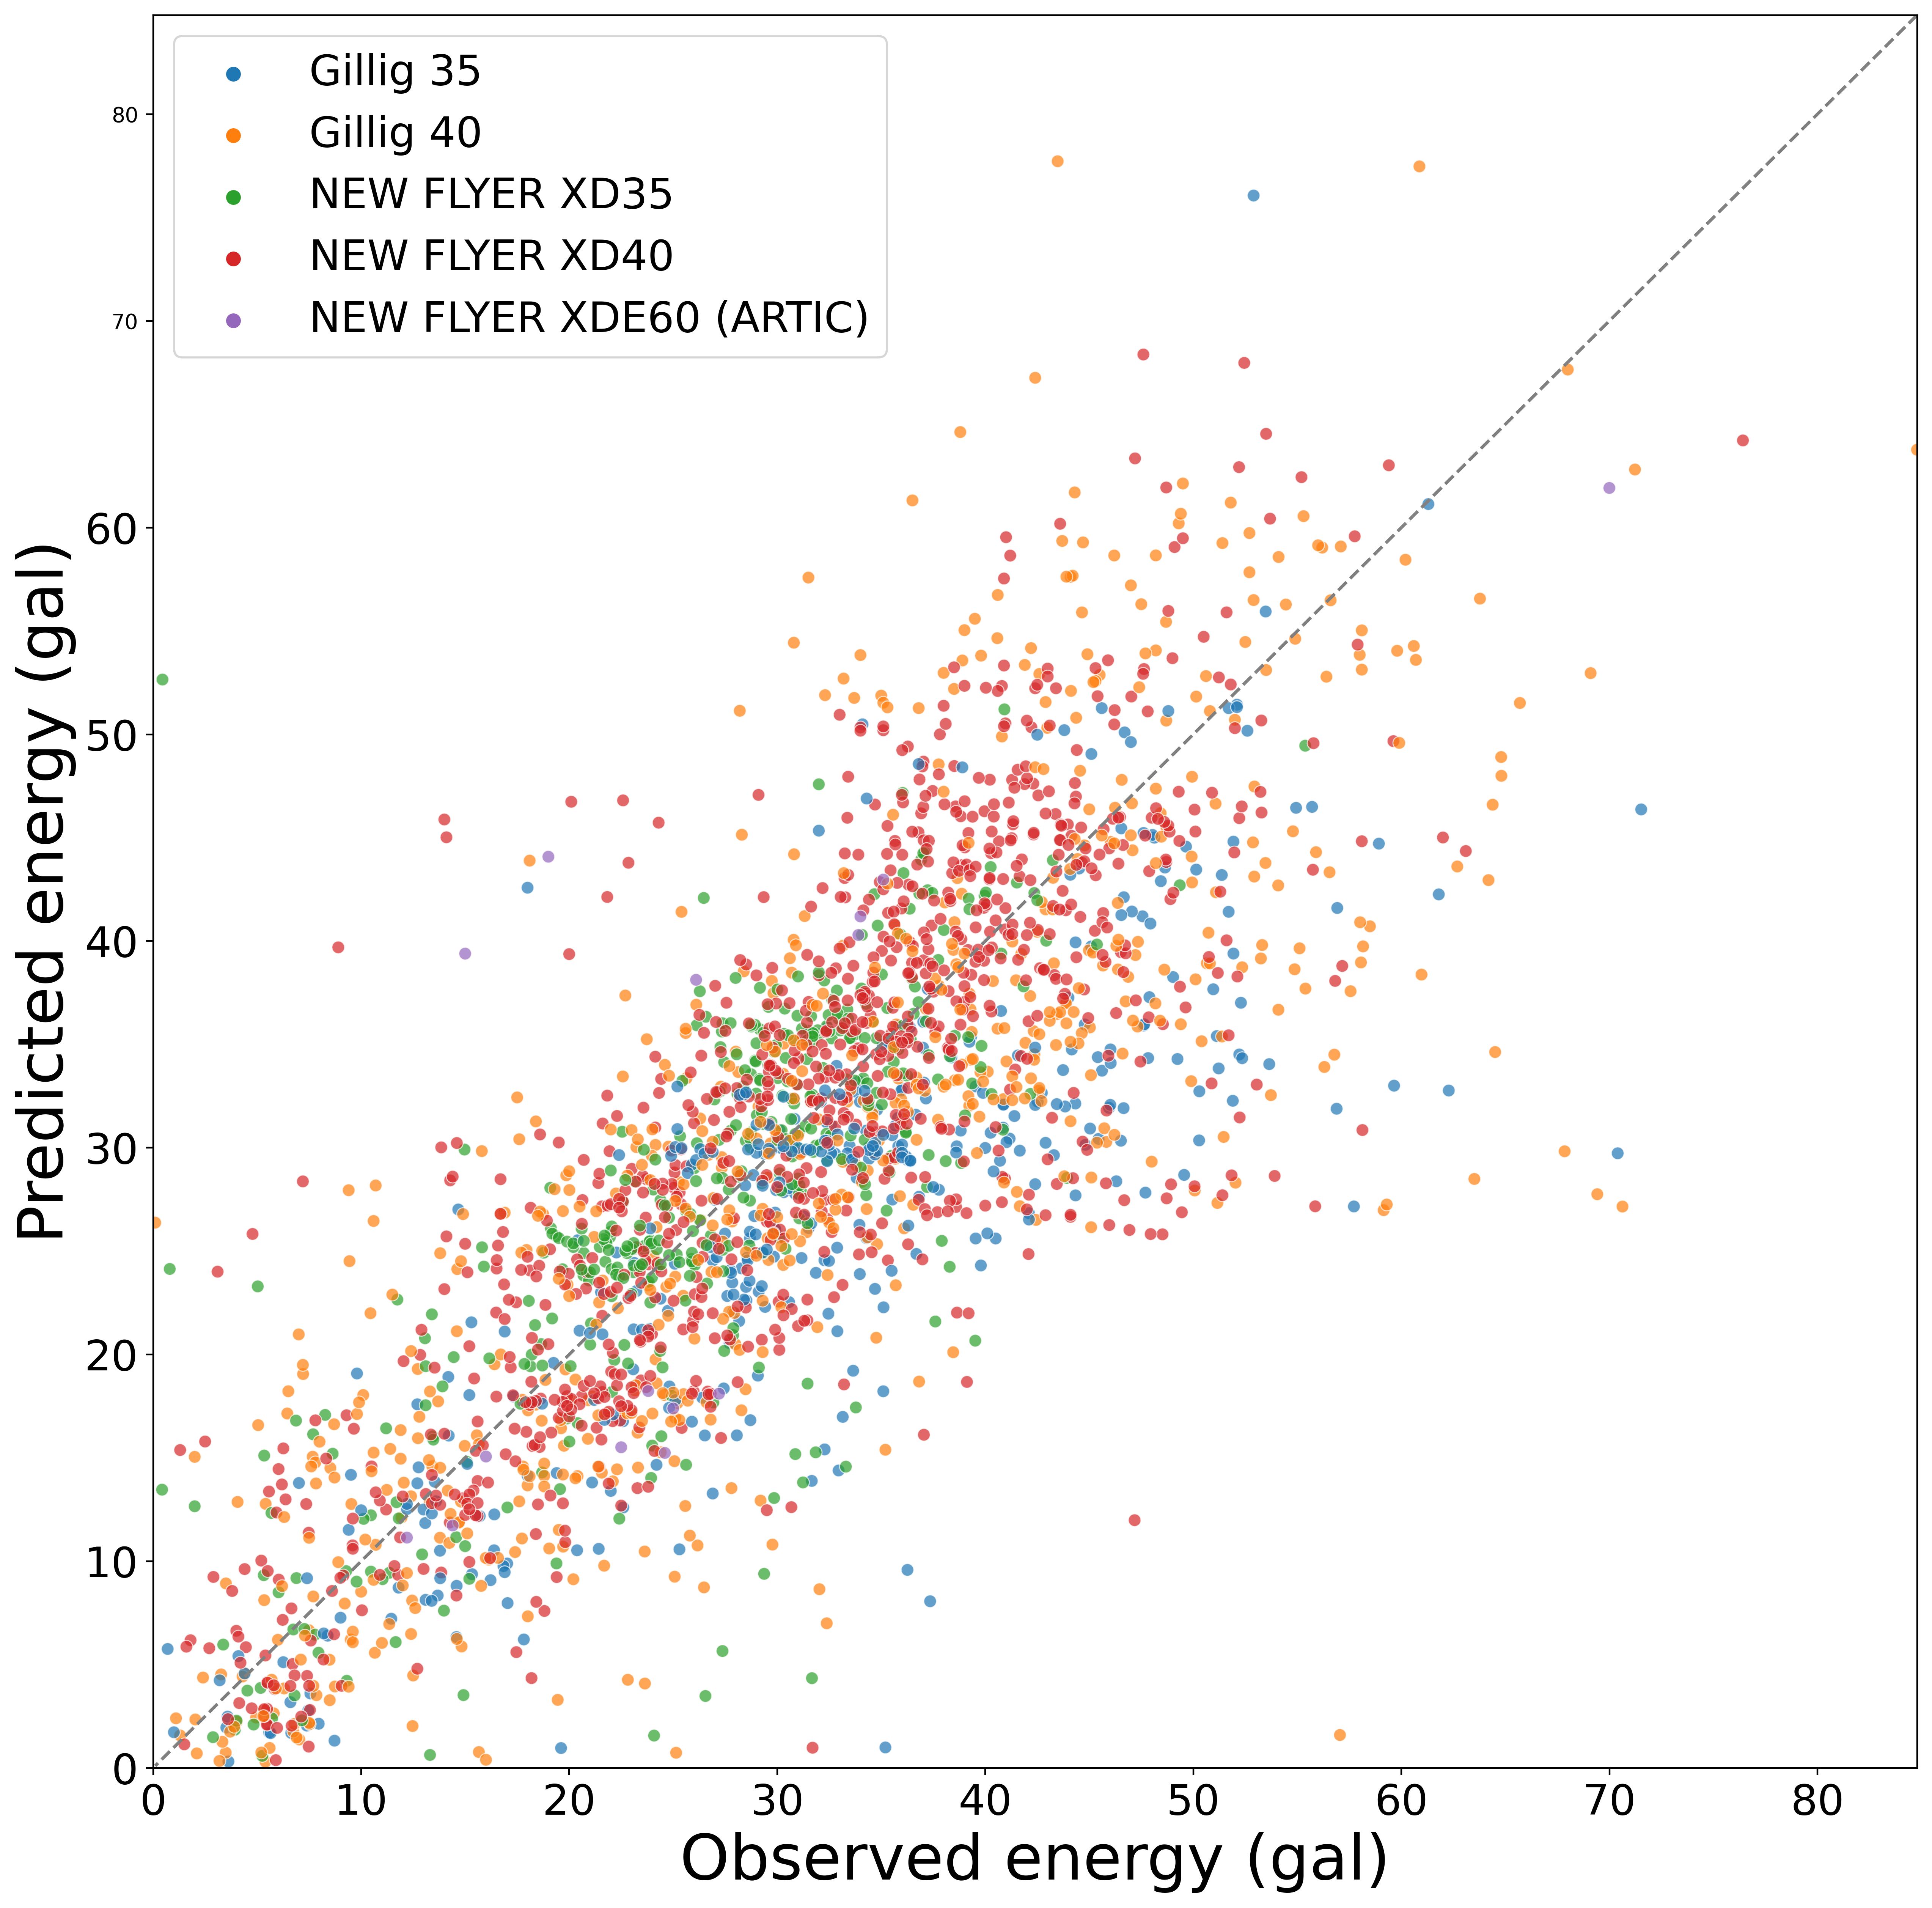 Gillig 35
Gillig 40
NEW FLYER XD35
NEW FLYER XD40
NEW FLYER XDE60 (ARTIC)
Predicted energy (gal)
80
70
60
50
40
30
20
10
0
0 10 20 30 40 50 60 70 80
Observed energy (gal)